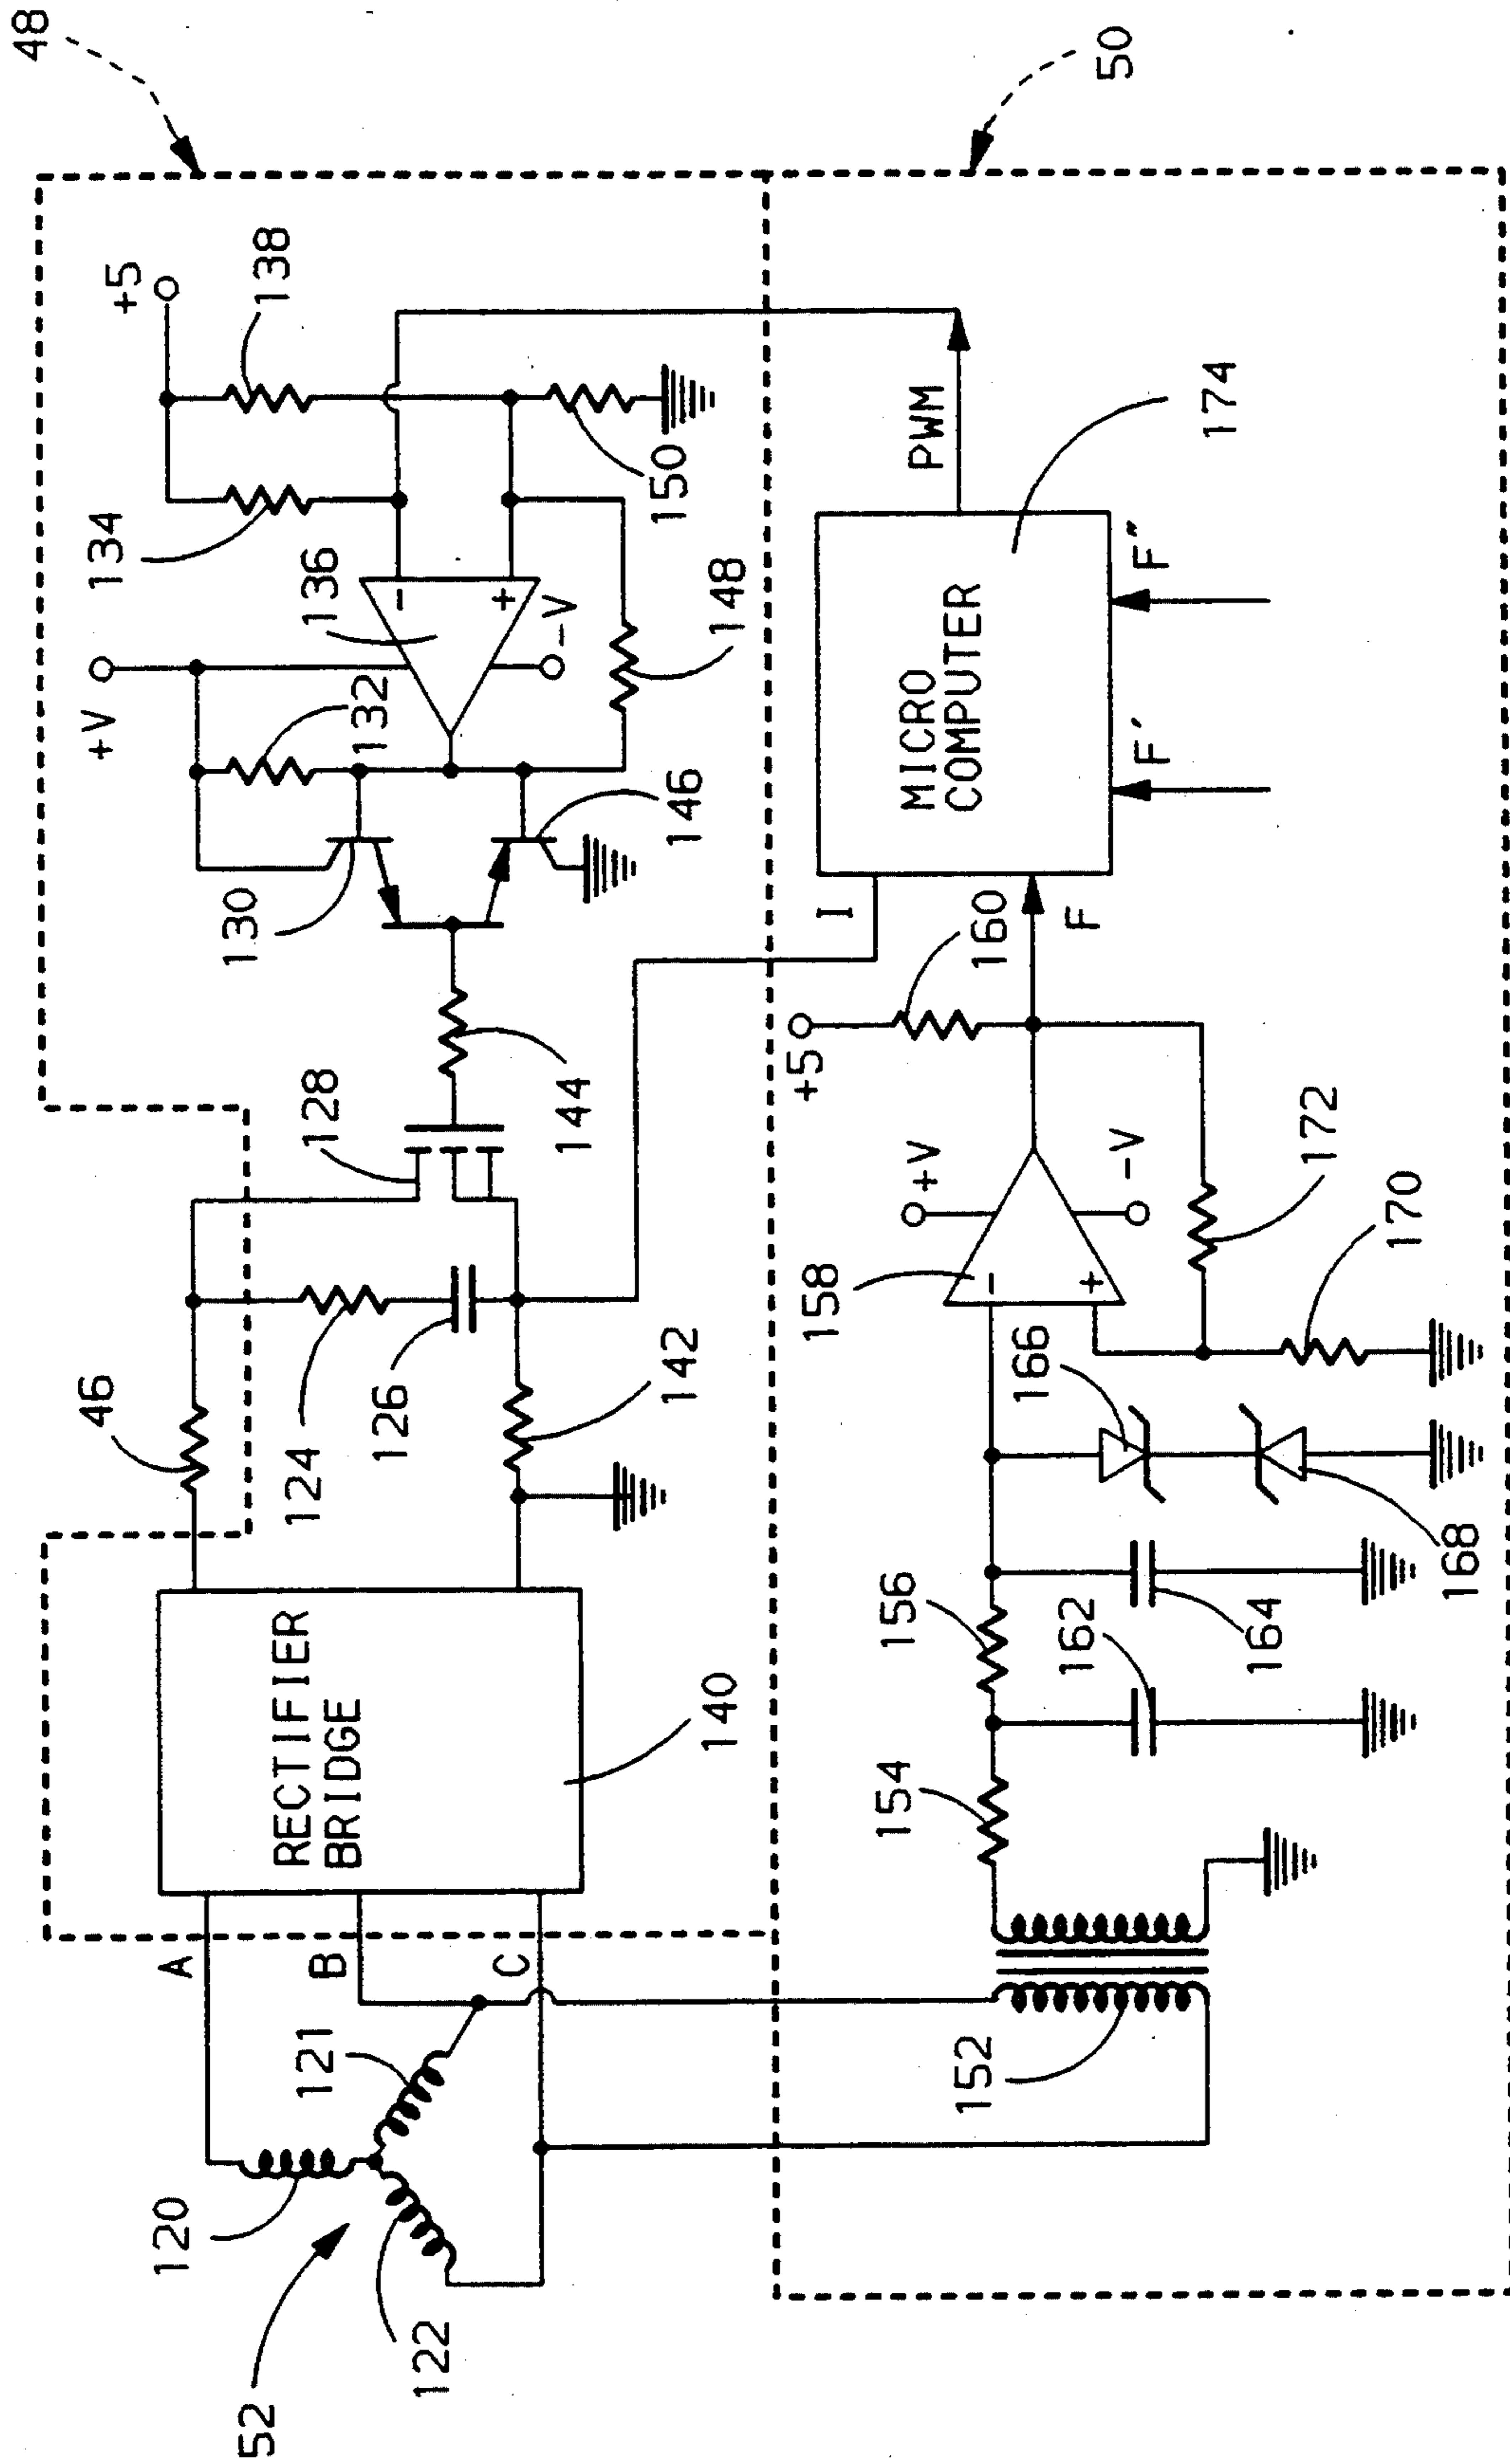 48
+5
138
+V
134
132
136
-
+
-V
150
148
130
146
128
144
46
124
126
142
RECTIFIER
BRIDGE
140
A
B
C
120
121
122
52
50
PWM
174
MICRO
COMPUTER
F″
F′
I
F
160
+5
+V
-V
158
-
+
172
170
166
168
156
164
162
154
152